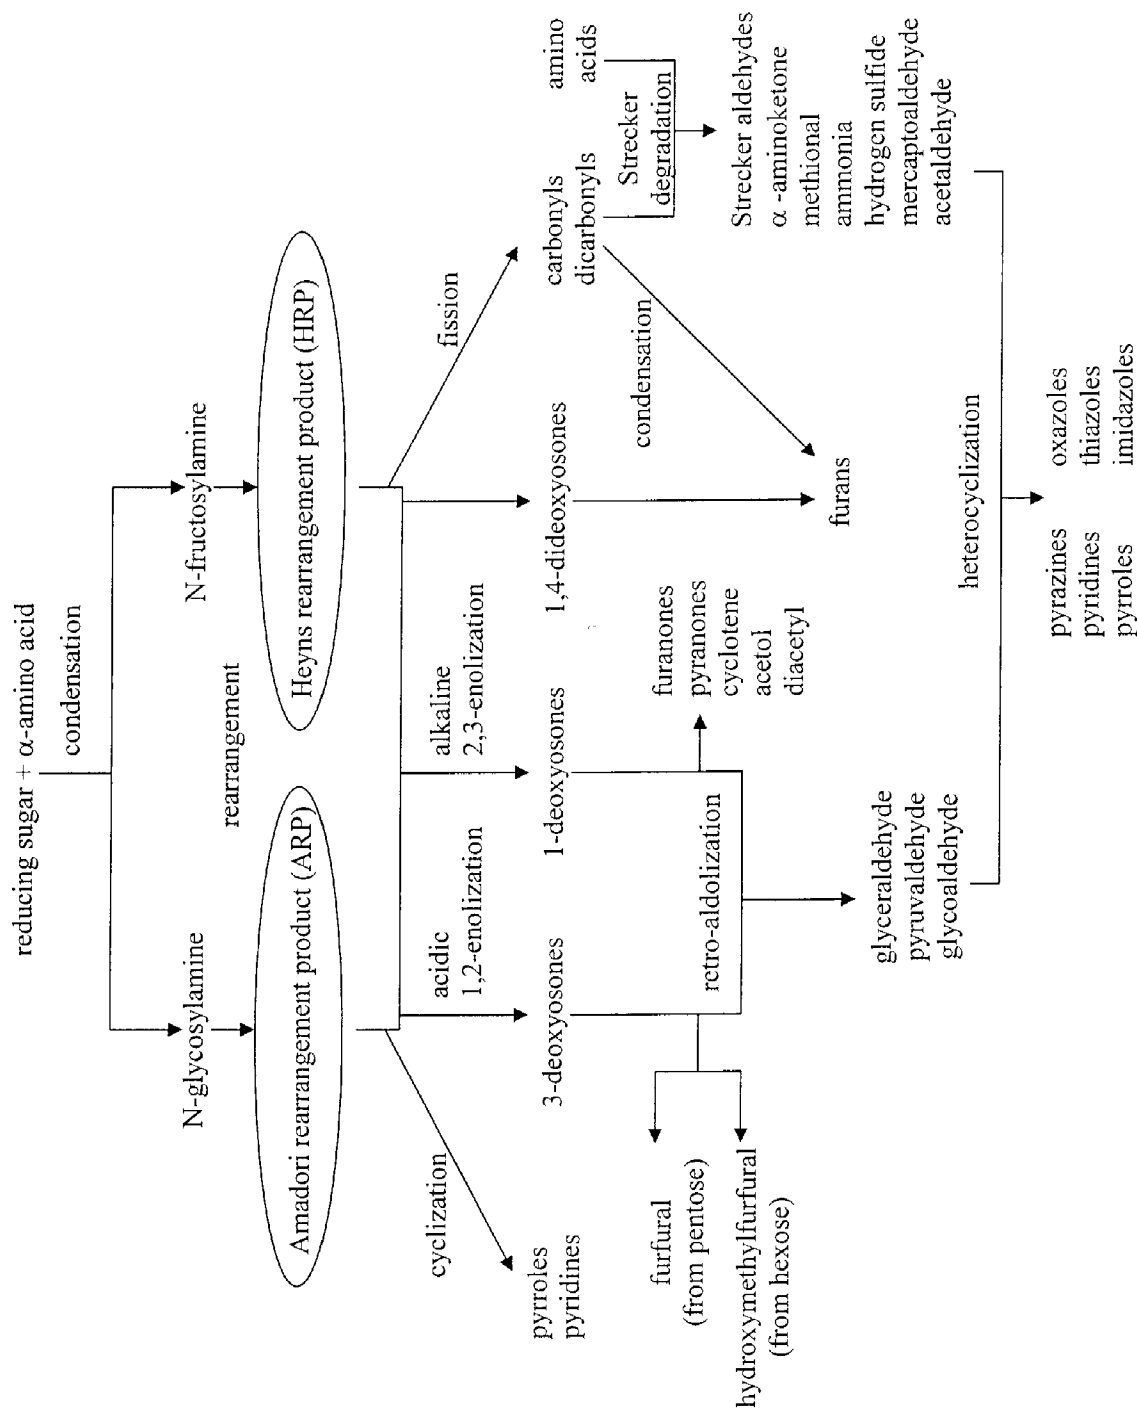 reducing sugar + α-amino acid
condensation
N-glycosylamine
N-fructosylamine
rearrangement
Amadori rearrangement product (ARP)
Heyns rearrangement product (HRP)
cyclization
acidic
1,2-enolization
alkaline
2,3-enolization
fission
pyrroles
pyridines
3-deoxyosones
1-deoxyosones
1,4-dideoxyosones
carbonyls
dicarbonyls
amino
acids
Strecker
degradation
condensation
furfural
(from pentose)
hydroxymethylfurfural
(from hexose)
retro-aldolization
furanones
pyranones
cyclotene
acetol
diacetyl
furans
Strecker aldehydes
α -aminoketone
methional
ammonia
hydrogen sulfide
mercaptoaldehyde
acetaldehyde
glyceraldehyde
pyruvaldehyde
glycoaldehyde
heterocyclization
pyrazines
pyridines
pyrroles
oxazoles
thiazoles
imidazoles